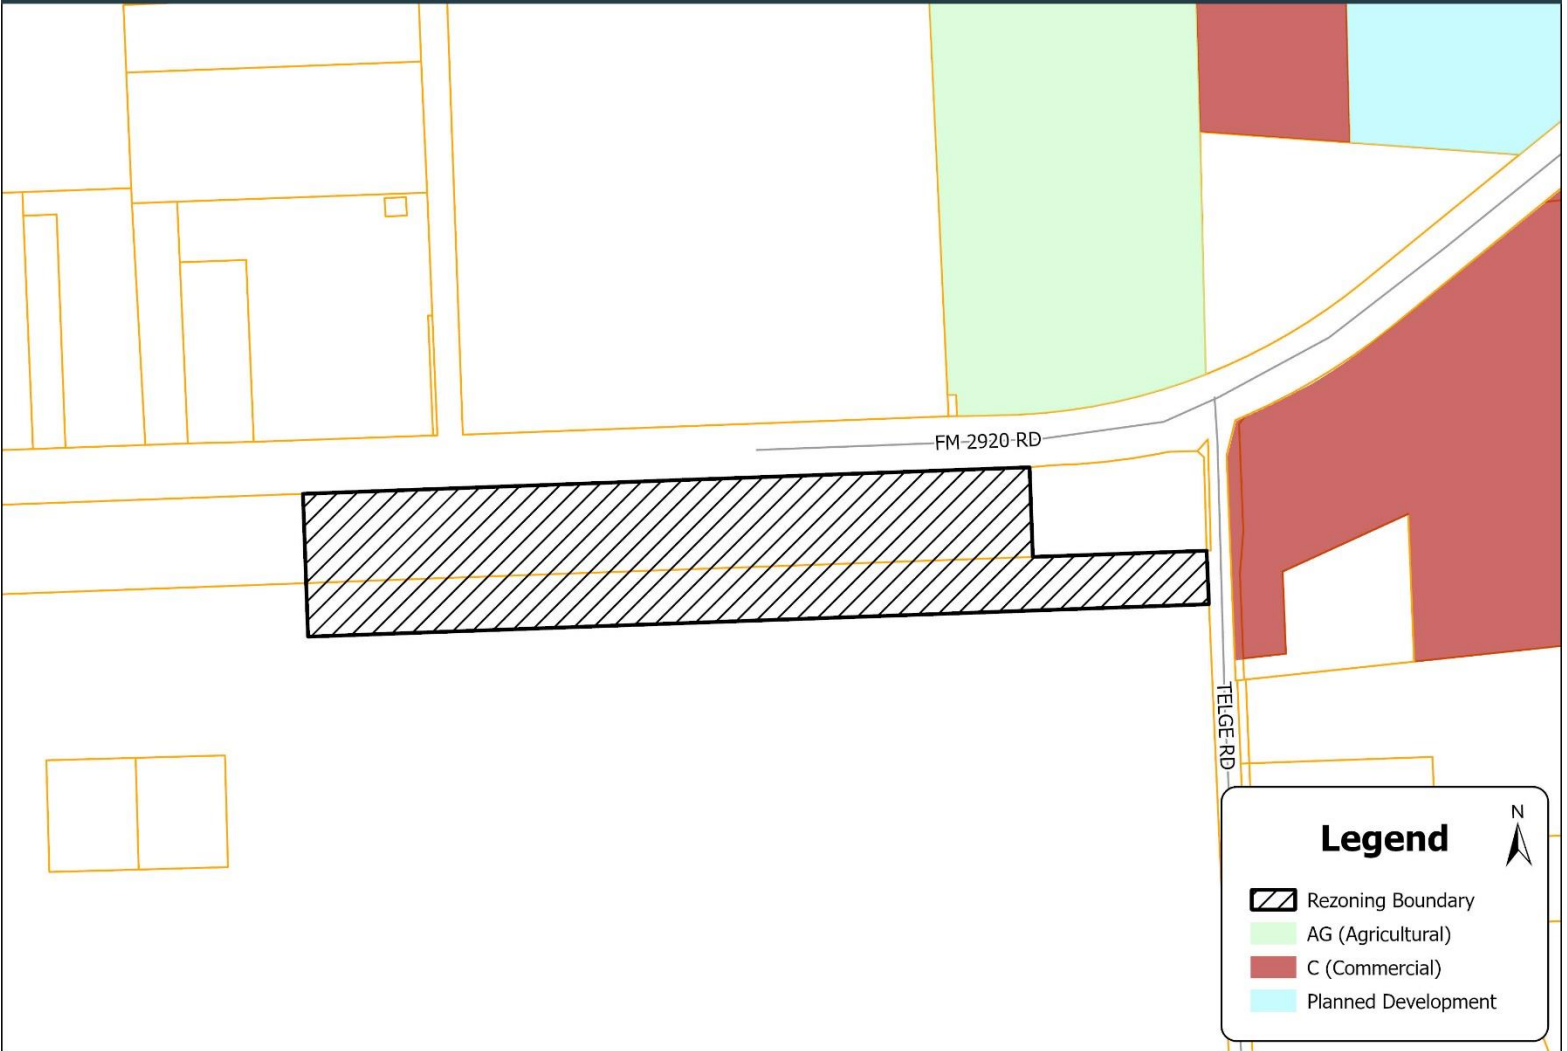 FM 2920 RD
TELGE RD
N
Legend
Rezoning Boundary
AG (Agricultural)
C (Commercial)
Planned Development